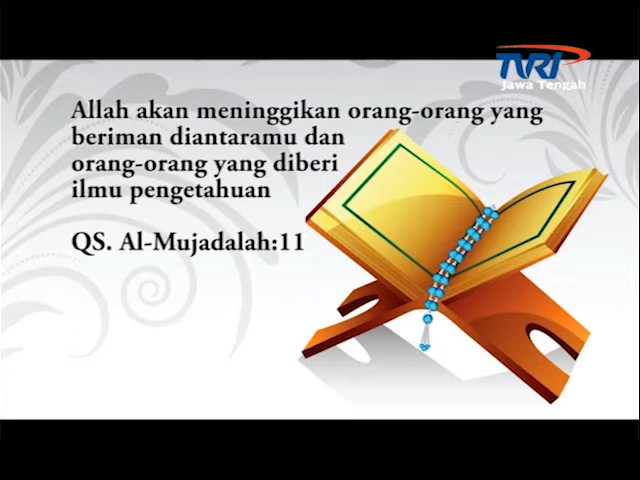 TVRI
Jawa Tengah
Allah akan meninggikan orang-orang yang
beriman diantaramu dan
orang-orang yang diberi
ilmu pengetahuan
QS. Al-Mujadalah:11